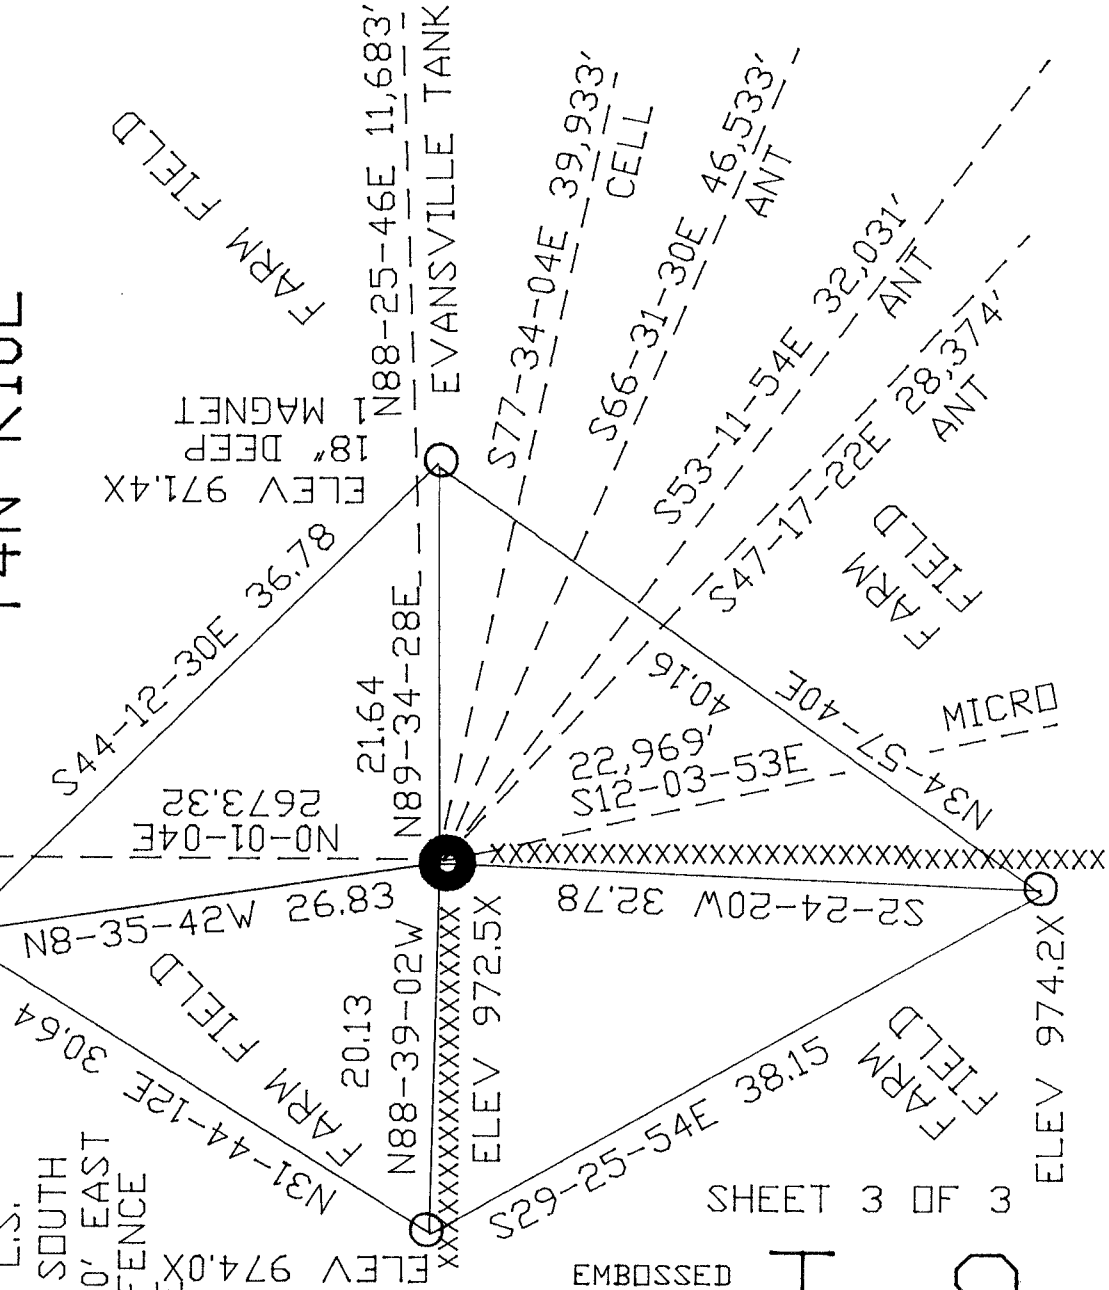 T4N R10E
FARM FIELD
N88-25-46E 11,683'
EVANSVILLE TANK
S77-34-04E 39,933'
CELL
S66-31-30E 46,533'
ANT
S53-11-54E 32,031'
ANT
S47-17-22E 28,374'
ANT
ELEV 971.4X
18" DEEP
1 MAGNET
S44-12-30E 36.78
21.64
N89-34-28E
N0-01-04E
2673.32
N8-35-42W 26.83
FARM
FIELD
N34-57-40E
40.16
22,969'
S12-03-53E
MICRO
XXXXXXXXXXXXXXXXXXXXXXXXXXXXXXXXXXX
S2-24-20W 32.78
FARM FIELD
20.13
N88-39-02W
XXXXXXXXXXXXXXXXXXXXXXXXXXX
ELEV 972.5X
N31-44-12E 30.64
S29-25-54E 38.15
FARM
FIELD
ELEV 974.2X
L.S.
SOUTH
0' EAST
FENCE
ELEV 974.0X
SHEET 3 OF 3
EMBOSSED